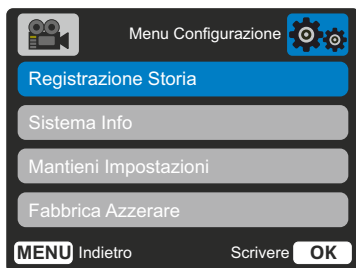 Menu Configurazione
Registrazione Storia
Sistema Info
Mantieni Impostazioni
Fabbrica Azzerare
MENU Indietro Scrivere OK